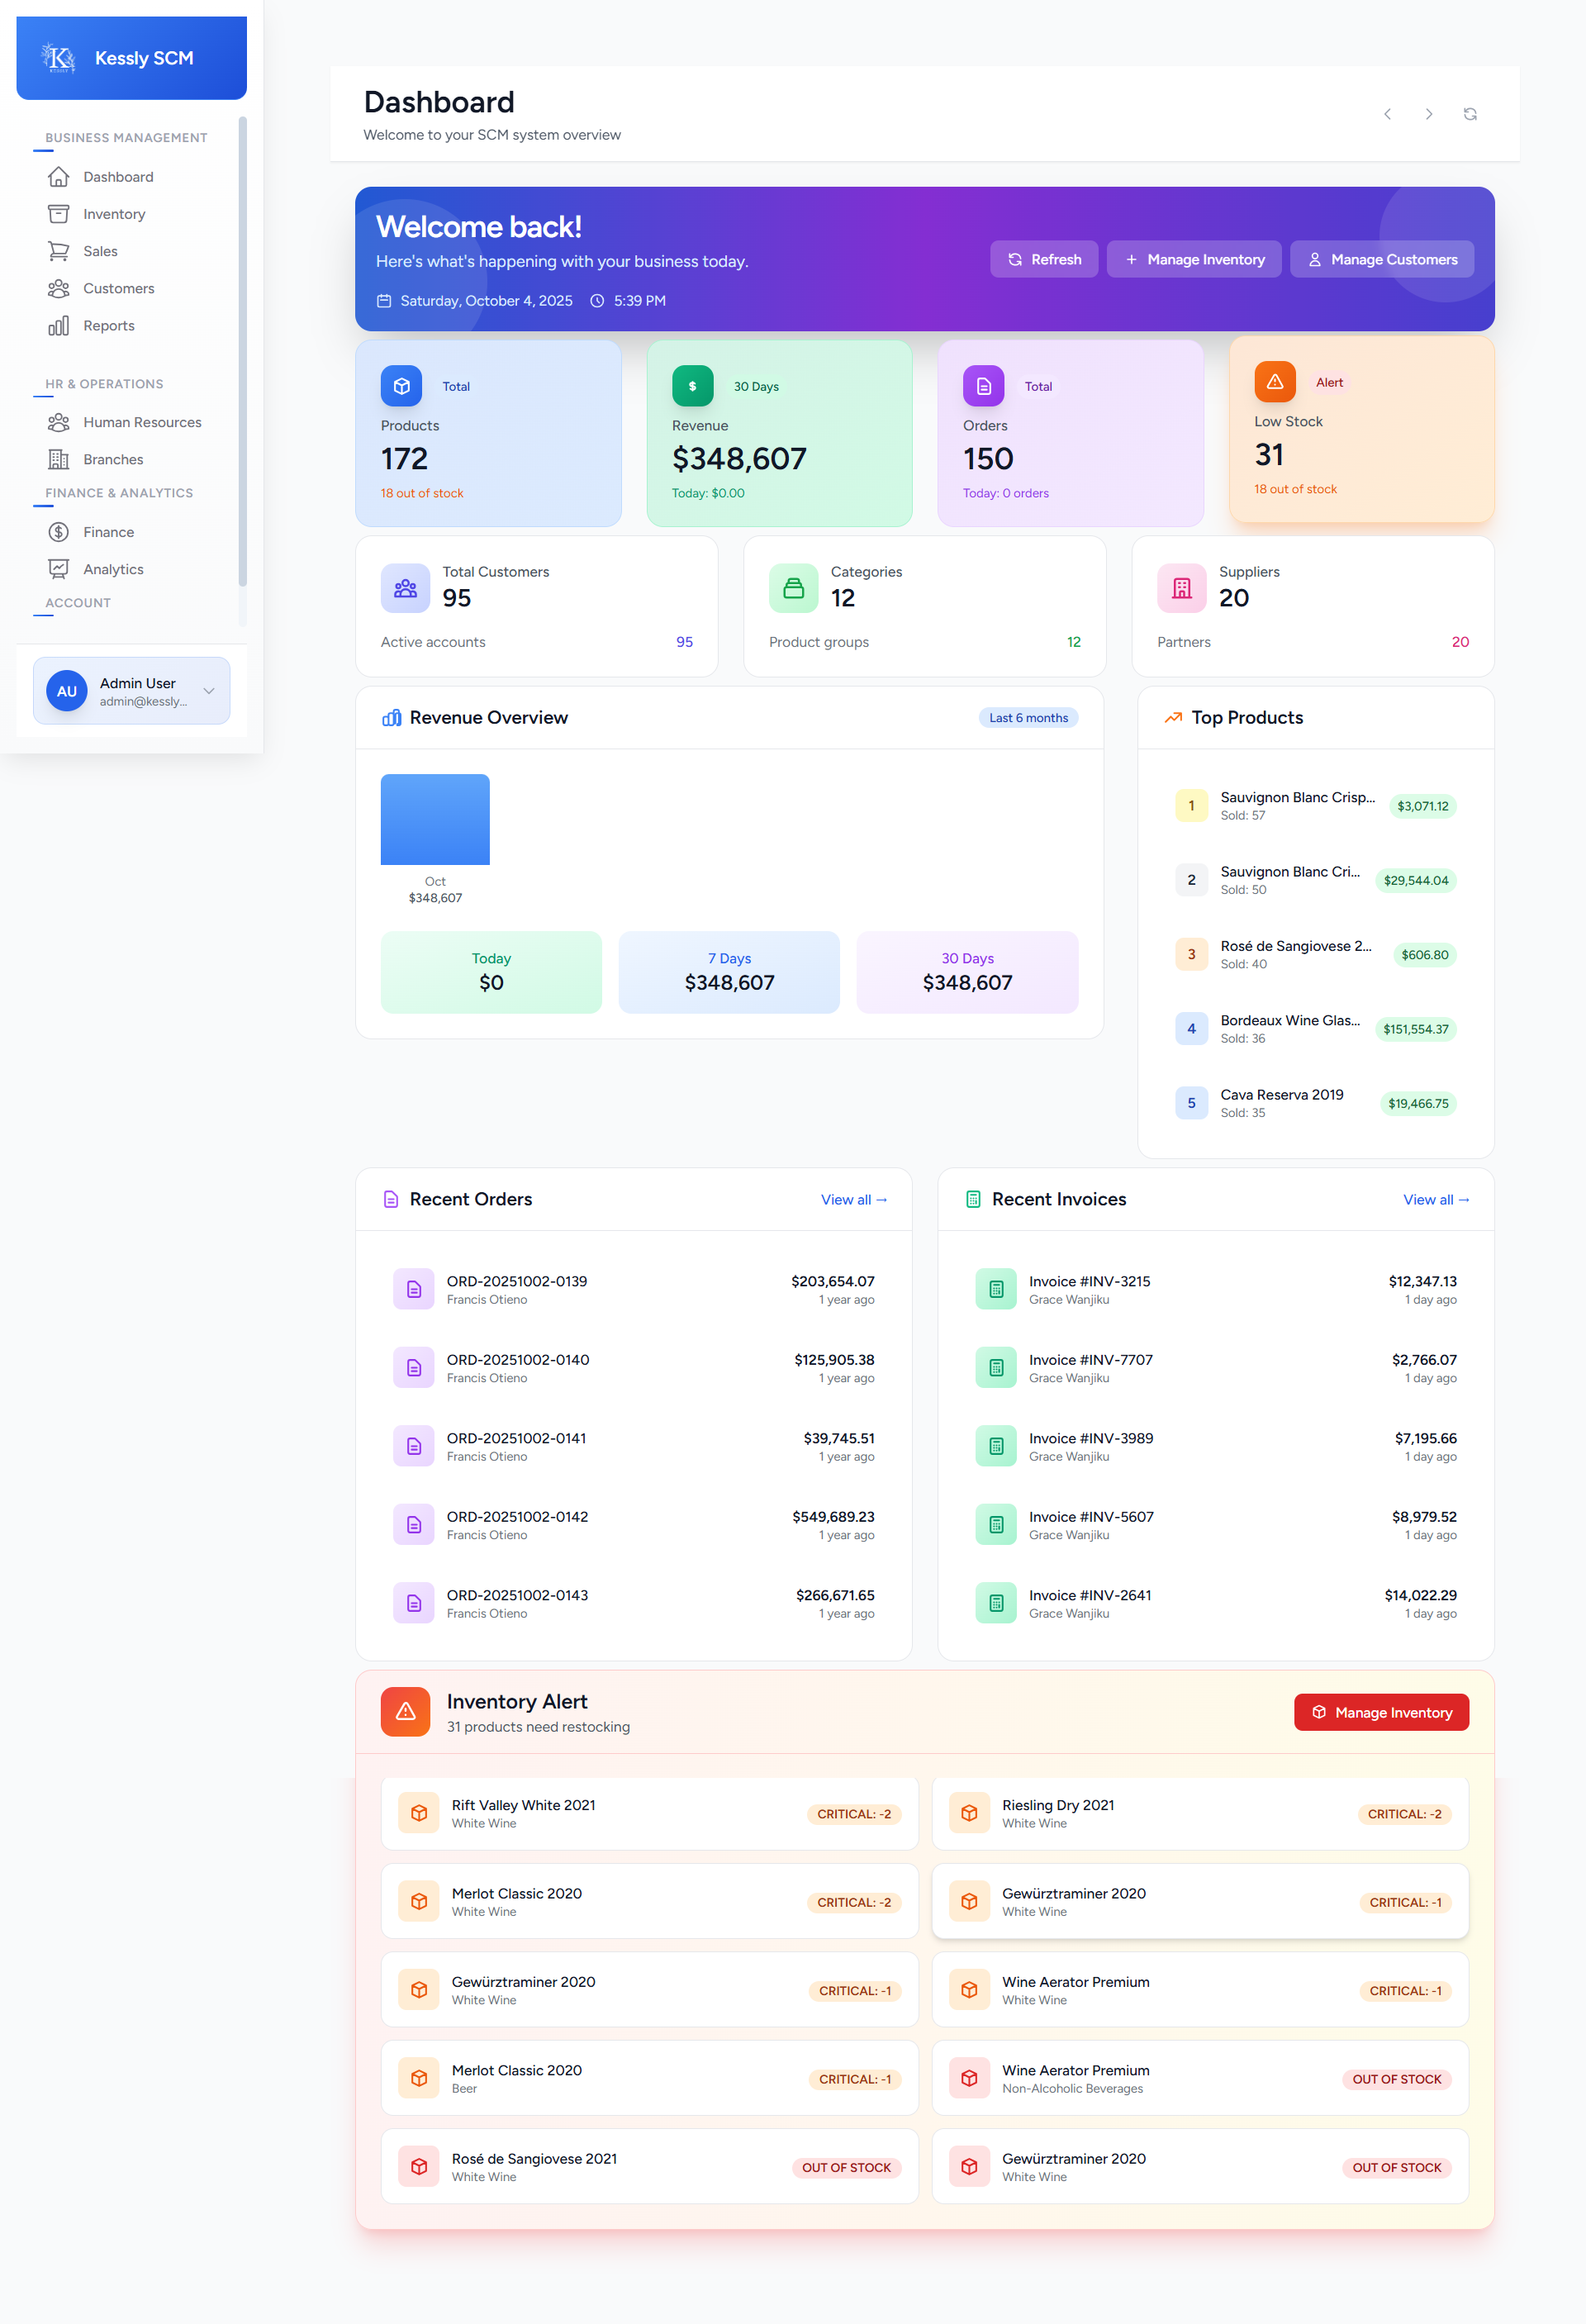 K
KESSLY
Kessly SCM
BUSINESS MANAGEMENT
Dashboard
Inventory
Sales
Customers
Reports
HR & OPERATIONS
Human Resources
Branches
FINANCE & ANALYTICS
Finance
Analytics
ACCOUNT
AU
Admin User
admin@kessly...
Dashboard
Welcome to your SCM system overview
Welcome back!
Here's what's happening with your business today.
Saturday, October 4, 2025
5:39 PM
Refresh
Manage Inventory
Manage Customers
Total
Products
172
18 out of stock
$
30 Days
Revenue
$348,607
Today: $0.00
Total
Orders
150
Today: 0 orders
Alert
Low Stock
31
18 out of stock
Total Customers
95
Active accounts
95
Categories
12
Product groups
12
Suppliers
20
Partners
20
Revenue Overview
Last 6 months
Oct
$348,607
Today
$0
7 Days
$348,607
30 Days
$348,607
Top Products
1
Sauvignon Blanc Crisp...
Sold: 57
$3,071.12
2
Sauvignon Blanc Cri...
Sold: 50
$29,544.04
3
Rosé de Sangiovese 2...
Sold: 40
$606.80
4
Bordeaux Wine Glas...
Sold: 36
$151,554.37
5
Cava Reserva 2019
Sold: 35
$19,466.75
Recent Orders
View all →
ORD-20251002-0139
Francis Otieno
$203,654.07
1 year ago
ORD-20251002-0140
Francis Otieno
$125,905.38
1 year ago
ORD-20251002-0141
Francis Otieno
$39,745.51
1 year ago
ORD-20251002-0142
Francis Otieno
$549,689.23
1 year ago
ORD-20251002-0143
Francis Otieno
$266,671.65
1 year ago
Recent Invoices
View all →
Invoice #INV-3215
Grace Wanjiku
$12,347.13
1 day ago
Invoice #INV-7707
Grace Wanjiku
$2,766.07
1 day ago
Invoice #INV-3989
Grace Wanjiku
$7,195.66
1 day ago
Invoice #INV-5607
Grace Wanjiku
$8,979.52
1 day ago
Invoice #INV-2641
Grace Wanjiku
$14,022.29
1 day ago
Inventory Alert
31 products need restocking
Manage Inventory
Rift Valley White 2021
White Wine
CRITICAL: -2
Riesling Dry 2021
White Wine
CRITICAL: -2
Merlot Classic 2020
White Wine
CRITICAL: -2
Gewürztraminer 2020
White Wine
CRITICAL: -1
Gewürztraminer 2020
White Wine
CRITICAL: -1
Wine Aerator Premium
White Wine
CRITICAL: -1
Merlot Classic 2020
Beer
CRITICAL: -1
Wine Aerator Premium
Non-Alcoholic Beverages
OUT OF STOCK
Rosé de Sangiovese 2021
White Wine
OUT OF STOCK
Gewürztraminer 2020
White Wine
OUT OF STOCK